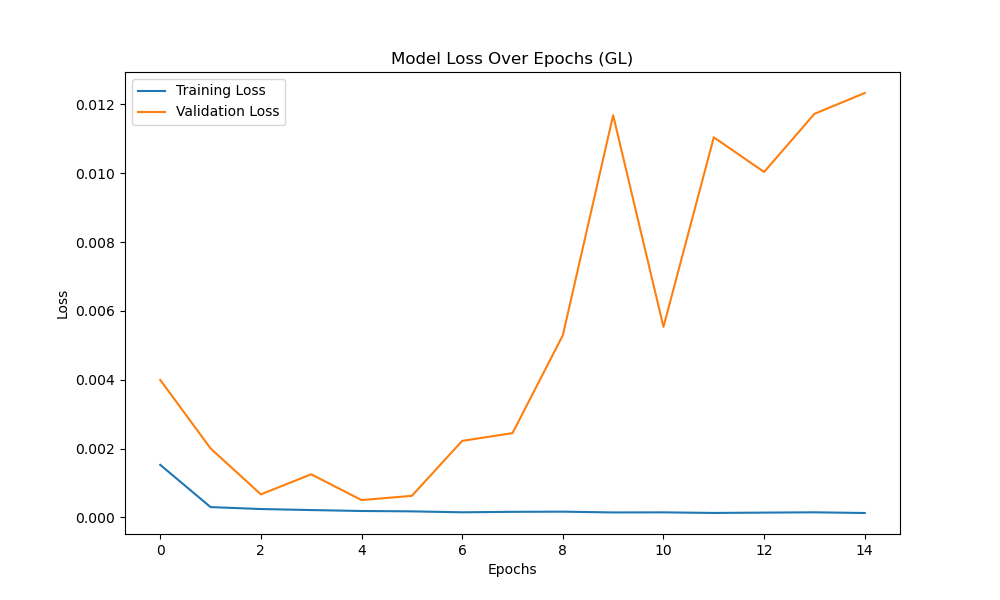 Model Loss Over Epochs (GL)
Training Loss
Validation Loss
0.012
0.010
0.008
0.006
0.004
0.002
0.000
Loss
0 2 4 6 8 10 12 14
Epochs